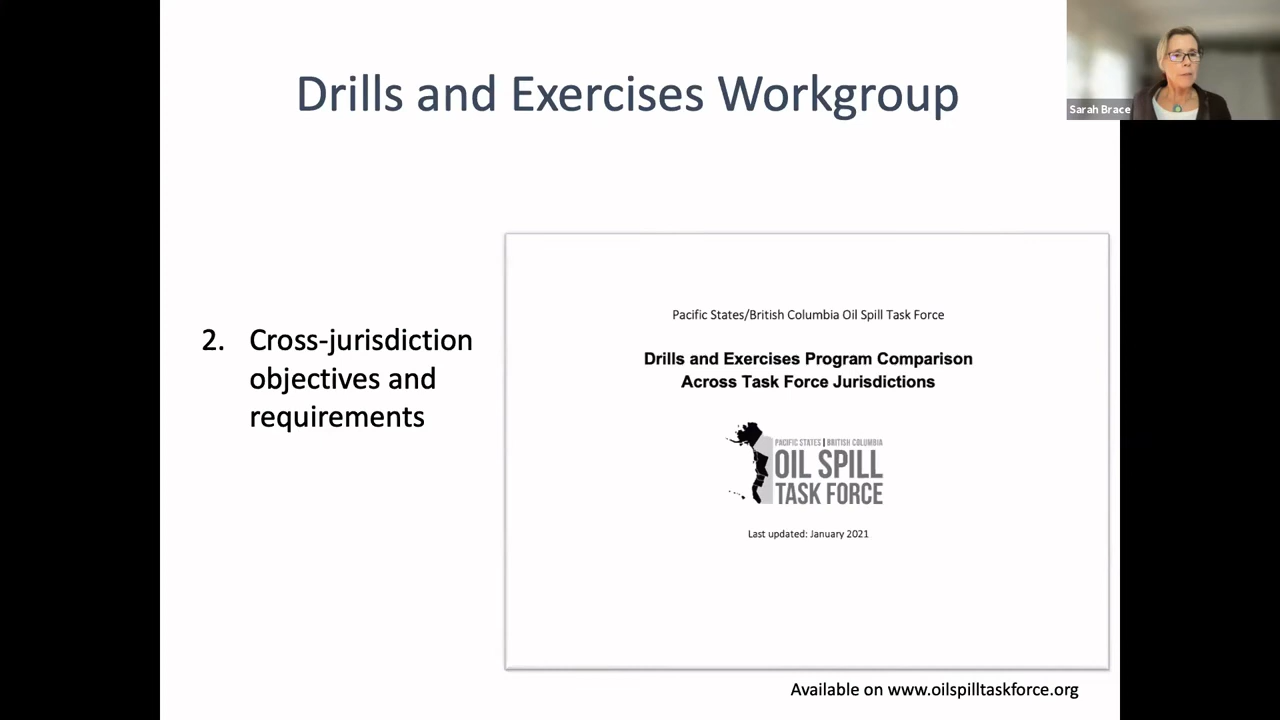 Drills and Exercises Workgroup
Sarah Brace
2. Cross-jurisdiction
objectives and
requirements
Pacific States/British Columbia Oil Spill Task Force
Drills and Exercises Program Comparison
Across Task Force Jurisdictions
PACIFIC STATES | BRITISH COLUMBIA
OIL SPILL
TASK FORCE
Last updated: January 2021
Available on www.oilspilltaskforce.org